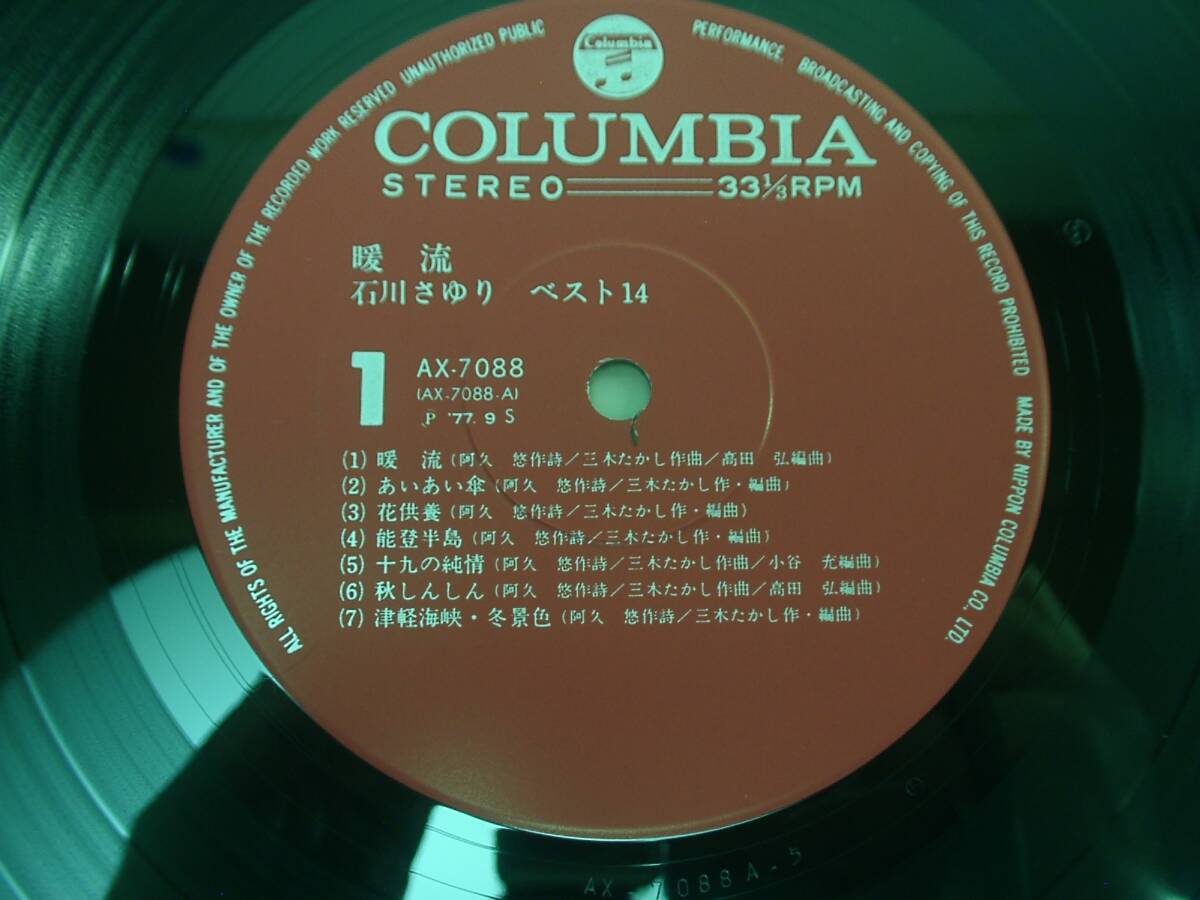 Columbia
ALL RIGHTS OF THE MANUFACTURER AND OF THE OWNER OF THE RECORDED WORK RESERVED UNAUTHORIZED PUBLIC PERFORMANCE, BROADCASTING AND COPYING OF THIS RECORD PROHIBITED MADE BY NIPPON COLUMBIA CO., LTD.
COLUMBIA
STEREO 33⅓RPM
暖 流
石川さゆり ベスト14
1 AX-7088
(AX-7088-A)
P '77. 9 S
(1) 暖 流 (阿久 悠作詩/三木たかし作曲/高田 弘編曲)
(2) あいあい傘 (阿久 悠作詩/三木たかし作・編曲)
(3) 花供養 (阿久 悠作詩/三木たかし作・編曲)
(4) 能登半島 (阿久 悠作詩/三木たかし作・編曲)
(5) 十九の純情 (阿久 悠作詩/三木たかし作曲/小谷 充編曲)
(6) 秋しんしん (阿久 悠作詩/三木たかし作曲/高田 弘編曲)
(7) 津軽海峡・冬景色 (阿久 悠作詩/三木たかし作・編曲)
AX-7088A-5